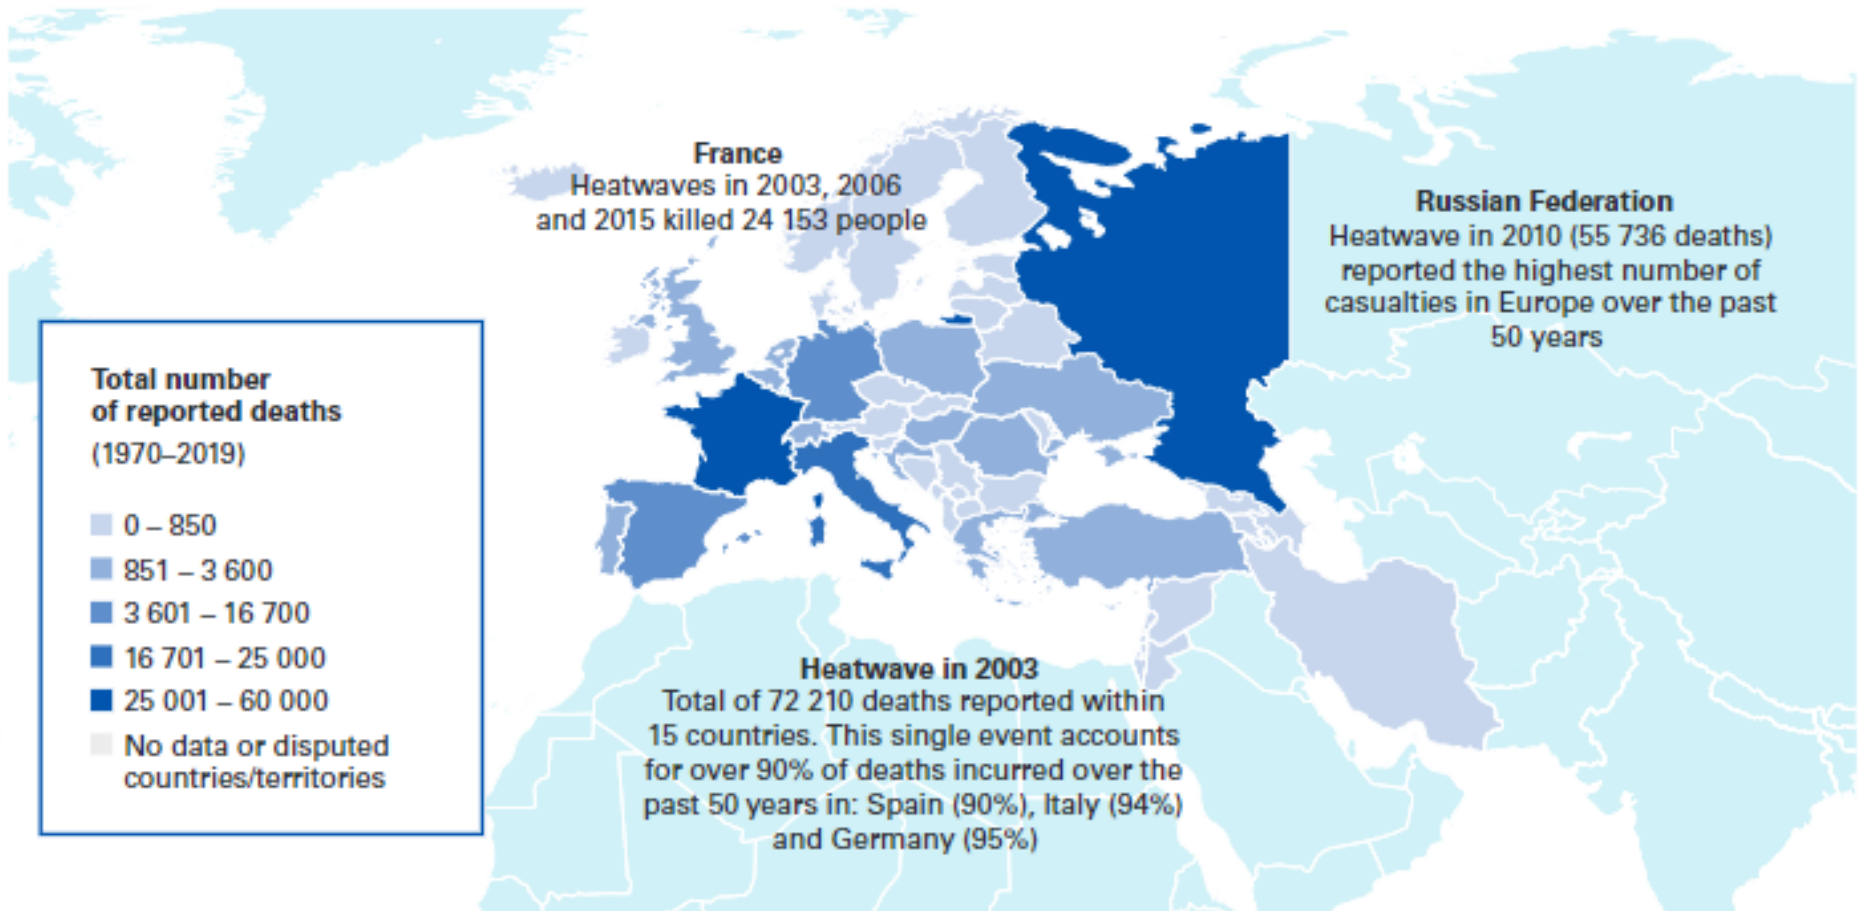 France
Heatwaves in 2003, 2006
and 2015 killed 24 153 people
Russian Federation
Heatwave in 2010 (55 736 deaths)
reported the highest number of
casualties in Europe over the past
50 years
Total number
of reported deaths
(1970–2019)
0 – 850
851 – 3 600
3 601 – 16 700
16 701 – 25 000
25 001 – 60 000
No data or disputed
countries/territories
Heatwave in 2003
Total of 72 210 deaths reported within
15 countries. This single event accounts
for over 90% of deaths incurred over the
past 50 years in: Spain (90%), Italy (94%)
and Germany (95%)